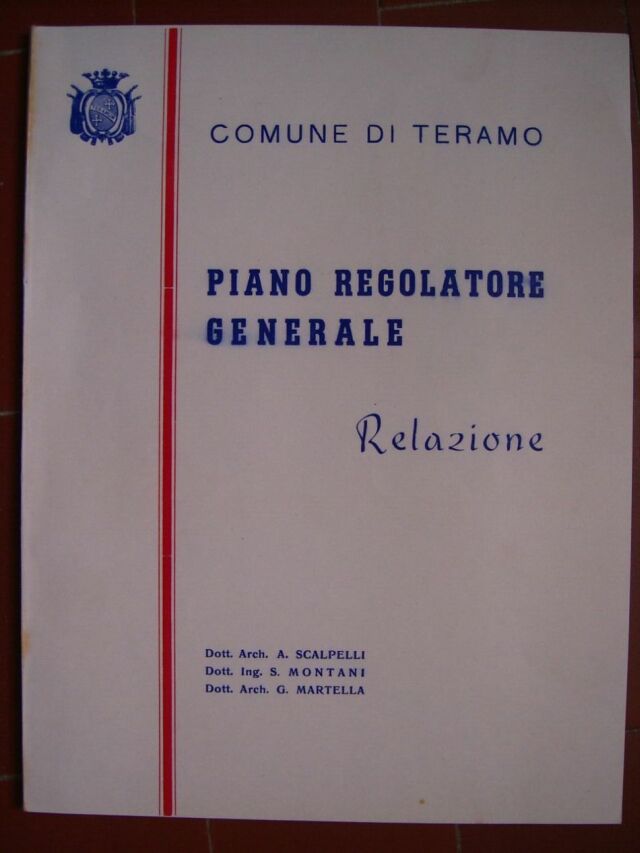 COMUNE DI TERAMO
PIANO REGOLATORE
GENERALE
Relazione
Dott. Arch. A. SCALPELLI
Dott. Ing. S. MONTANI
Dott. Arch. G. MARTELLA